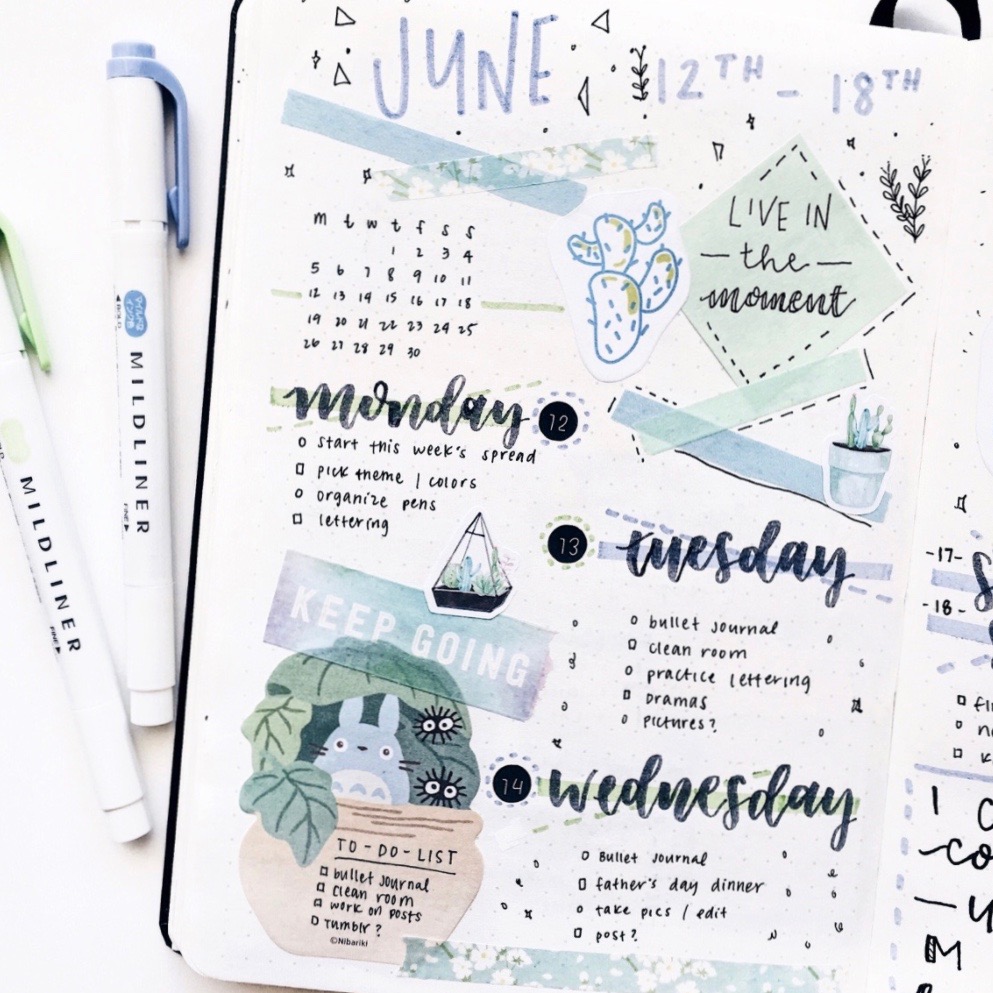 JUNE 12TH - 18TH
m t w t f s s
1 2 3 4
5 6 7 8 9 10 11
12 13 14 15 16 17 18
19 20 21 22 23 24 25
26 27 28 29 30
LIVE IN
- the -
moment
monday 12
start this week's spread
pick theme / colors
organize pens
lettering
13 tuesday
bullet journal
clean room
practice lettering
Dramas
pictures?
KEEP GOING
14 wednesday
Bullet Journal
father's day dinner
take pics / edit
post?
TO-DO-LIST
bullet journal
clean room
work on posts
Tumblr?
©Nibariki
-17-
-18-
MILDLINER
BOLD
FINE
MILDLINER
FINE